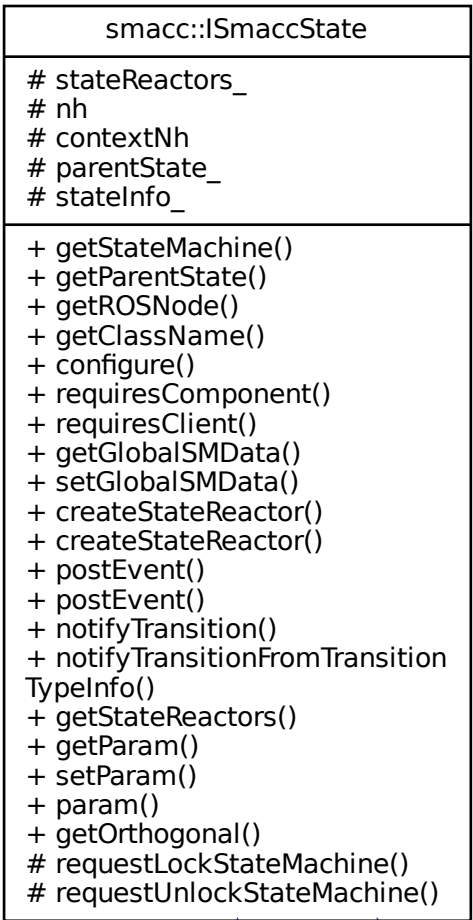 smacc::ISmaccState
# stateReactors_
# nh
# contextNh
# parentState_
# stateInfo_
+ getStateMachine()
+ getParentState()
+ getROSNode()
+ getClassName()
+ configure()
+ requiresComponent()
+ requiresClient()
+ getGlobalSMData()
+ setGlobalSMData()
+ createStateReactor()
+ createStateReactor()
+ postEvent()
+ postEvent()
+ notifyTransition()
+ notifyTransitionFromTransition
TypeInfo()
+ getStateReactors()
+ getParam()
+ setParam()
+ param()
+ getOrthogonal()
# requestLockStateMachine()
# requestUnlockStateMachine()